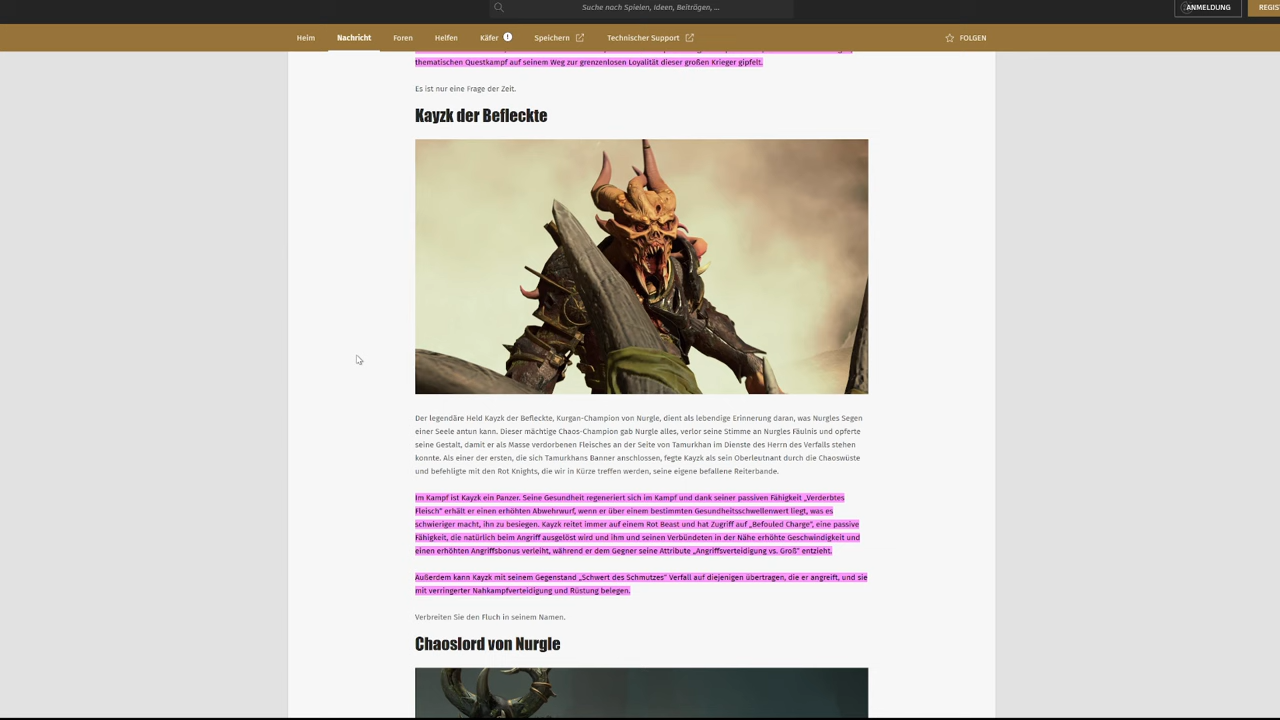 Suche nach Spielen, Ideen, Beiträgen, ...
ANMELDUNG
REGIS
Heim
Nachricht
Foren
Helfen
Käfer
Speichern
Technischer Support
FOLGEN
thematischen Questkampf auf seinem Weg zur grenzenlosen Loyalität dieser großen Krieger gipfelt.
Es ist nur eine Frage der Zeit.
Kayzk der Befleckte
Der legendäre Held Kayzk der Befleckte, Kurgan-Champion von Nurgle, dient als lebendige Erinnerung daran, was Nurgles Segen
einer Seele antun kann. Dieser mächtige Chaos-Champion gab Nurgle alles, verlor seine Stimme an Nurgles Fäulnis und opferte
seine Gestalt, damit er als Masse verdorbenen Fleisches an der Seite von Tamurkhan im Dienste des Herrn des Verfalls stehen
konnte. Als einer der ersten, die sich Tamurkhans Banner anschlossen, fegte Kayzk als sein Oberleutnant durch die Chaoswüste
und befehligte mit den Rot Knights, die wir in Kürze treffen werden, seine eigene befallene Reiterbande.
Im Kampf ist Kayzk ein Panzer. Seine Gesundheit regeneriert sich im Kampf und dank seiner passiven Fähigkeit „Verderbtes
Fleisch“ erhält er einen erhöhten Abwehrwurf, wenn er über einem bestimmten Gesundheitsschwellenwert liegt, was es
schwieriger macht, ihn zu besiegen. Kayzk reitet immer auf einem Rot Beast und hat Zugriff auf „Befouled Charge“, eine passive
Fähigkeit, die natürlich beim Angriff ausgelöst wird und ihm und seinen Verbündeten in der Nähe erhöhte Geschwindigkeit und
einen erhöhten Angriffsbonus verleiht, während er dem Gegner seine Attribute „Angriffsverteidigung vs. Groß“ entzieht.
Außerdem kann Kayzk mit seinem Gegenstand „Schwert des Schmutzes“ Verfall auf diejenigen übertragen, die er angreift, und sie
mit verringerter Nahkampfverteidigung und Rüstung belegen.
Verbreiten Sie den Fluch in seinem Namen.
Chaoslord von Nurgle